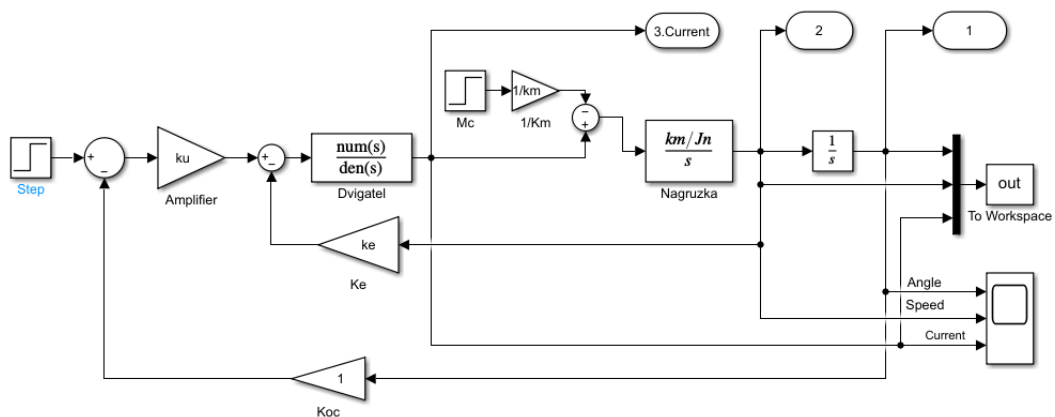 3.Current
2
1
1/km
Mc
1/Km
−
+
Step
+
−
ku
Amplifier
+
−
num(s)
den(s)
Dvigatel
km/Jn
s
Nagruzka
1
s
out
To Workspace
ke
Ke
Angle
Speed
Current
1
Koc